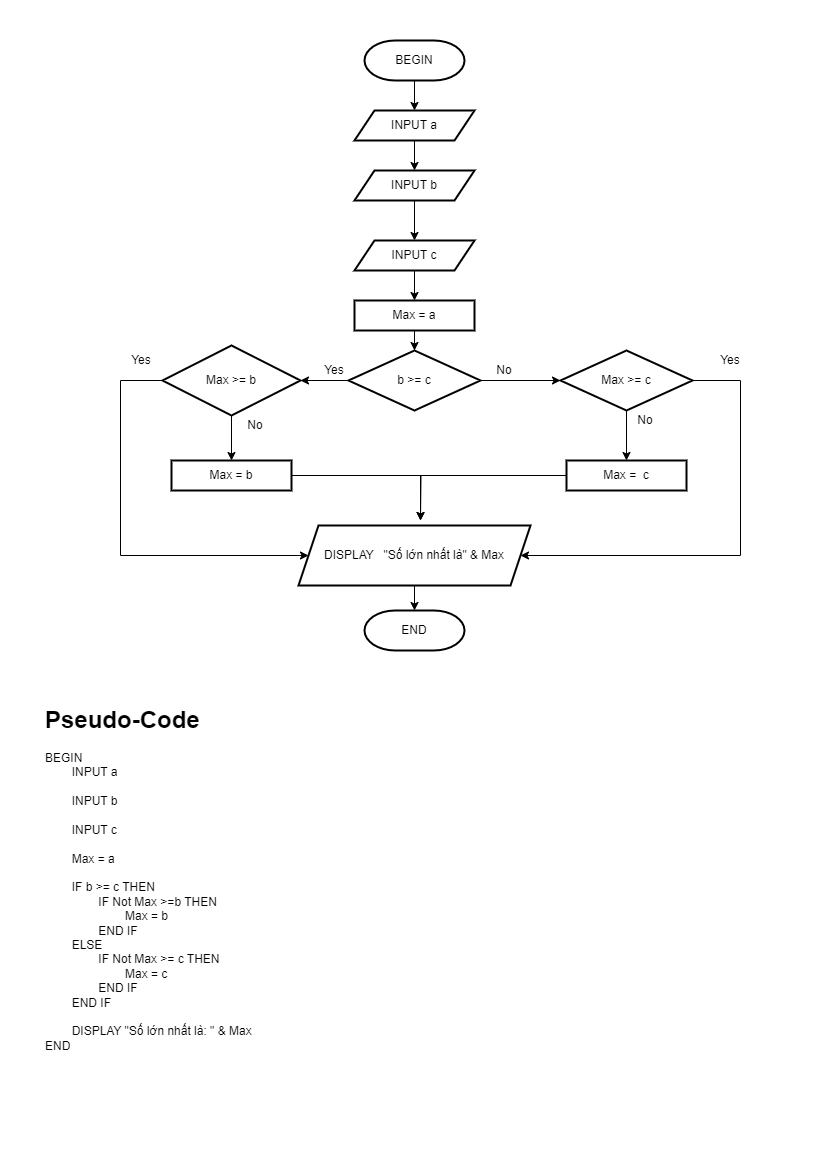 BEGIN
INPUT a
INPUT b
INPUT c
Max = a
Yes
Max >= b
Yes
b >= c
No
Max >= c
Yes
No
No
Max = b
Max = c
DISPLAY "Số lớn nhất là" & Max
END
Pseudo-Code
BEGIN
INPUT a
INPUT b
INPUT c
Max = a
IF b >= c THEN
IF Not Max >=b THEN
Max = b
END IF
ELSE
IF Not Max >= c THEN
Max = c
END IF
END IF
DISPLAY "Số lớn nhất là: " & Max
END